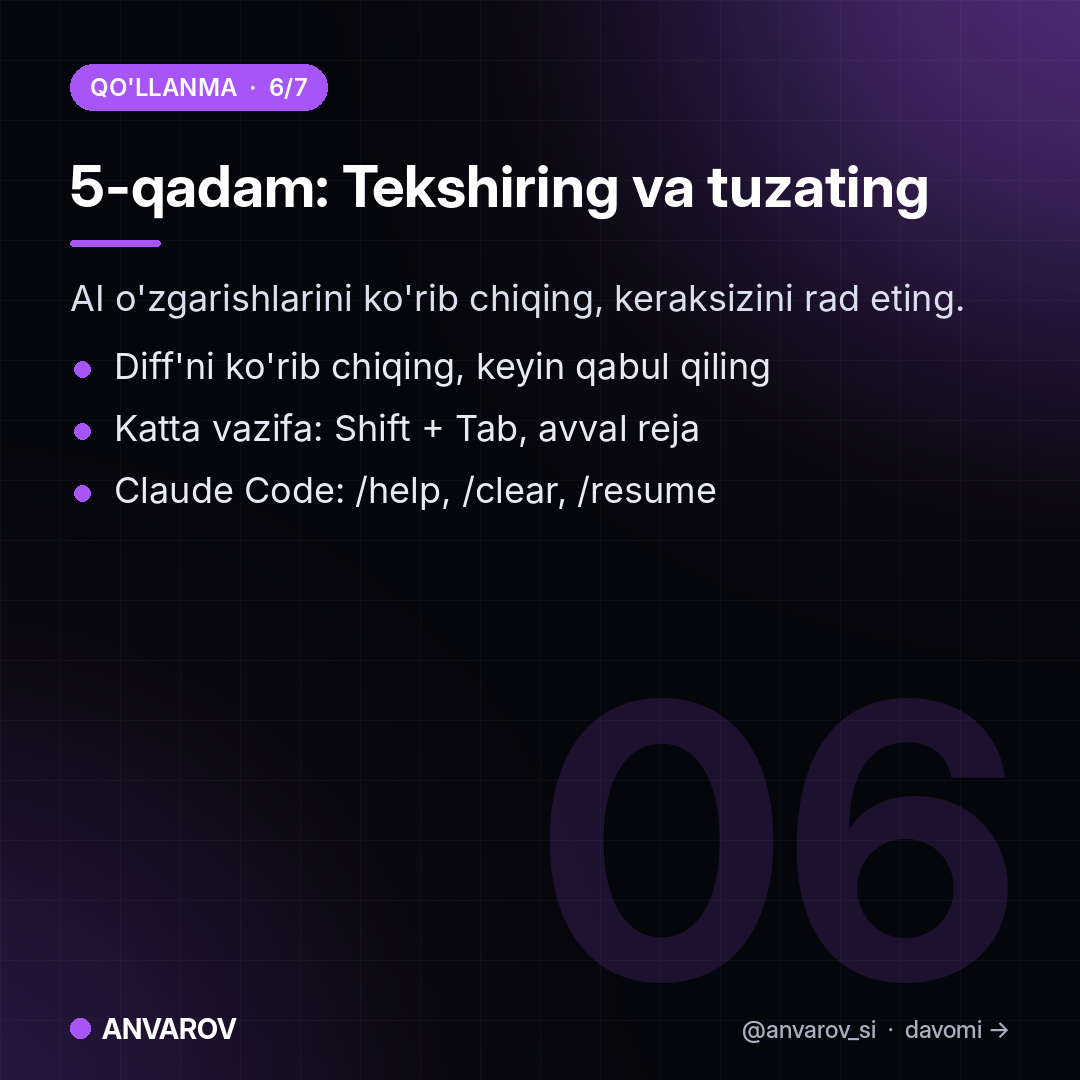 QO'LLANMA · 6/7
5-qadam: Tekshiring va tuzating
AI o'zgarishlarini ko'rib chiqing, keraksizini rad eting.
Diff'ni ko'rib chiqing, keyin qabul qiling
Katta vazifa: Shift + Tab, avval reja
Claude Code: /help, /clear, /resume
06
ANVAROV
@anvarov_si · davomi →